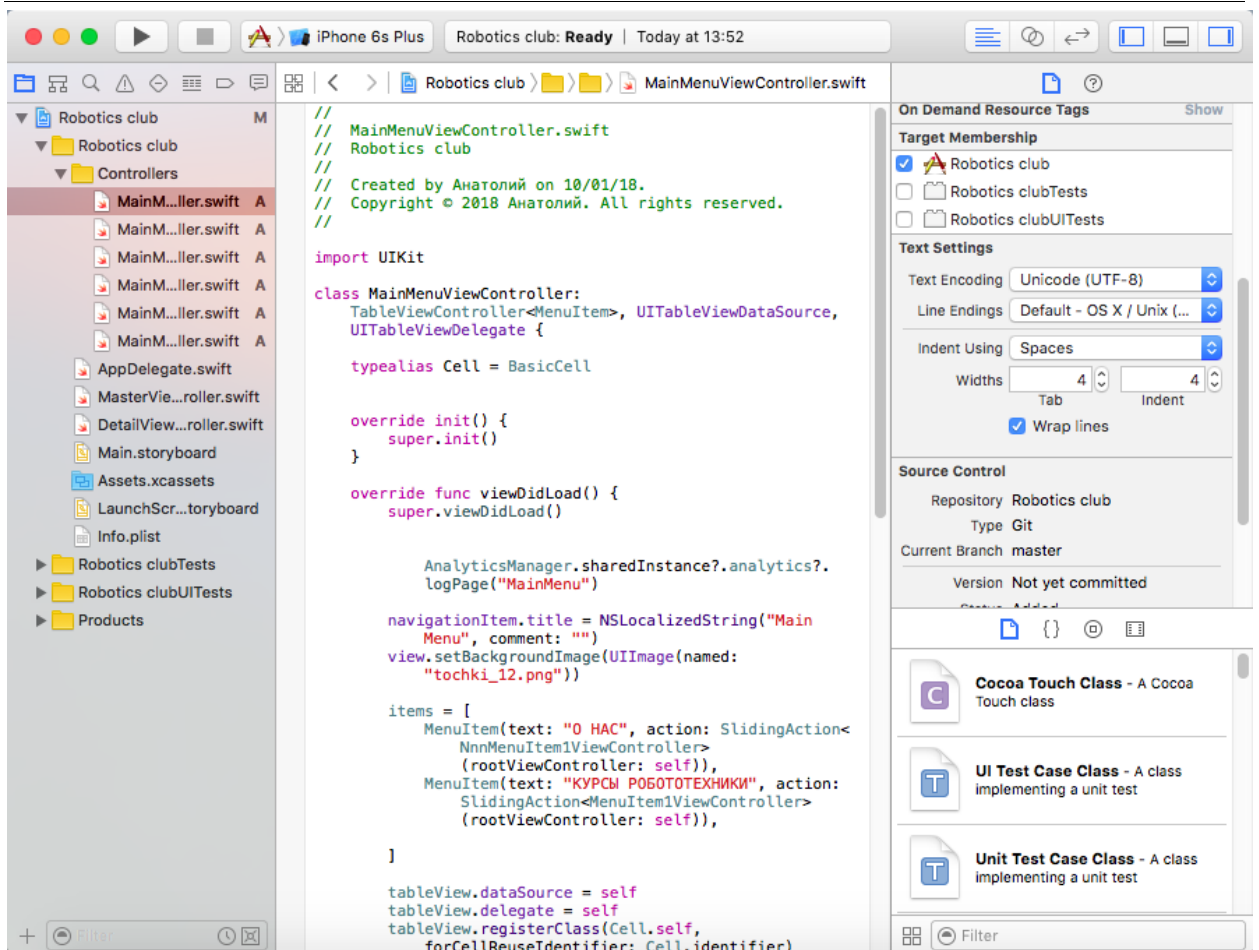 iPhone 6s Plus
Robotics club: Ready | Today at 13:52
Robotics club
MainMenuViewController.swift
Robotics club M
Robotics club
Controllers
MainM...ller.swift A
MainM...ller.swift A
MainM...ller.swift A
MainM...ller.swift A
MainM...ller.swift A
MainM...ller.swift A
AppDelegate.swift
MasterVie...roller.swift
DetailView...roller.swift
Main.storyboard
Assets.xcassets
LaunchScr...toryboard
Info.plist
Robotics clubTests
Robotics clubUITests
Products
Filter
//
// MainMenuViewController.swift
// Robotics club
//
// Created by Анатолий on 10/01/18.
// Copyright © 2018 Анатолий. All rights reserved.
//
import UIKit
class MainMenuViewController:
TableViewController<MenuItem>, UITableViewDataSource,
UITableViewDelegate {
typealias Cell = BasicCell
override init() {
super.init()
}
override func viewDidLoad() {
super.viewDidLoad()
AnalyticsManager.sharedInstance?.analytics?.
logPage("MainMenu")
navigationItem.title = NSLocalizedString("Main
Menu", comment: "")
view.setBackgroundImage(UIImage(named:
"tochki_12.png"))
items = [
MenuItem(text: "О НАС", action: SlidingAction<
NnnMenuItem1ViewController>
(rootViewController: self)),
MenuItem(text: "КУРСЫ РОБОТОТЕХНИКИ", action:
SlidingAction<MenuItem1ViewController>
(rootViewController: self)),
]
tableView.dataSource = self
tableView.delegate = self
tableView.registerClass(Cell.self,
forCellReuseIdentifier: Cell.identifier)
On Demand Resource Tags Show
Target Membership
Robotics club
Robotics clubTests
Robotics clubUITests
Text Settings
Text Encoding Unicode (UTF-8)
Line Endings Default - OS X / Unix (...
Indent Using Spaces
Widths 4 4
Tab Indent
Wrap lines
Source Control
Repository Robotics club
Type Git
Current Branch master
Version Not yet committed
Status Added
{}
C
Cocoa Touch Class - A Cocoa
Touch class
T
UI Test Case Class - A class
implementing a unit test
T
Unit Test Case Class - A class
implementing a unit test
Filter